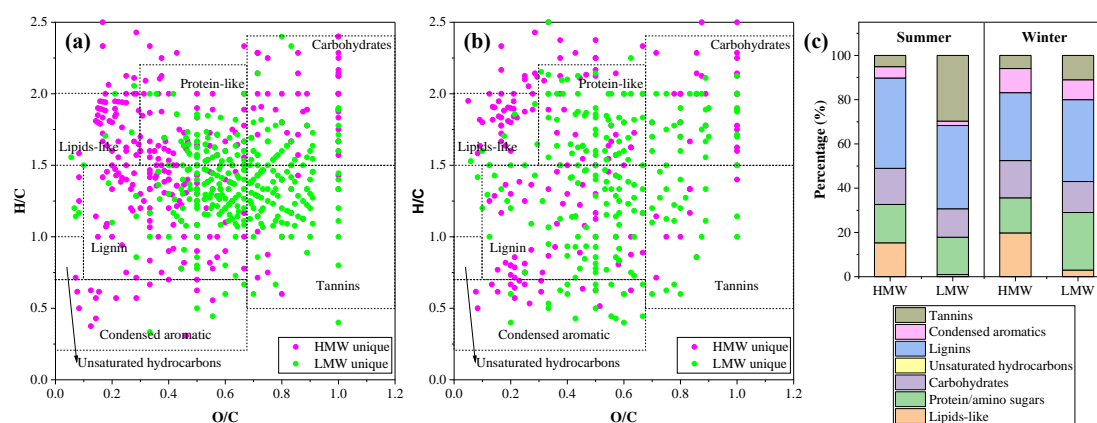 (a)
H/C
2.5
2.0
1.5
1.0
0.5
0.0
Carbohydrates
Protein-like
Lipids-like
Lignin
Tannins
Condensed aromatic
Unsaturated hydrocarbons
HMW unique
LMW unique
0.0 0.2 0.4 0.6 0.8 1.0 1.2
O/C
(b)
H/C
2.5
2.0
1.5
1.0
0.5
0.0
Carbohydrates
Protein-like
Lipids-like
Lignin
Tannins
Condensed aromatic
Unsaturated hydrocarbons
HMW unique
LMW unique
0.0 0.2 0.4 0.6 0.8 1.0 1.2
O/C
(c)
Summer Winter
Percentage (%)
100
80
60
40
20
0
HMW LMW HMW LMW
Tannins
Condensed aromatics
Lignins
Unsaturated hydrocarbons
Carbohydrates
Protein/amino sugars
Lipids-like